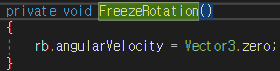 private void FreezeRotation()
{
rb.angularVelocity = Vector3.zero;
}